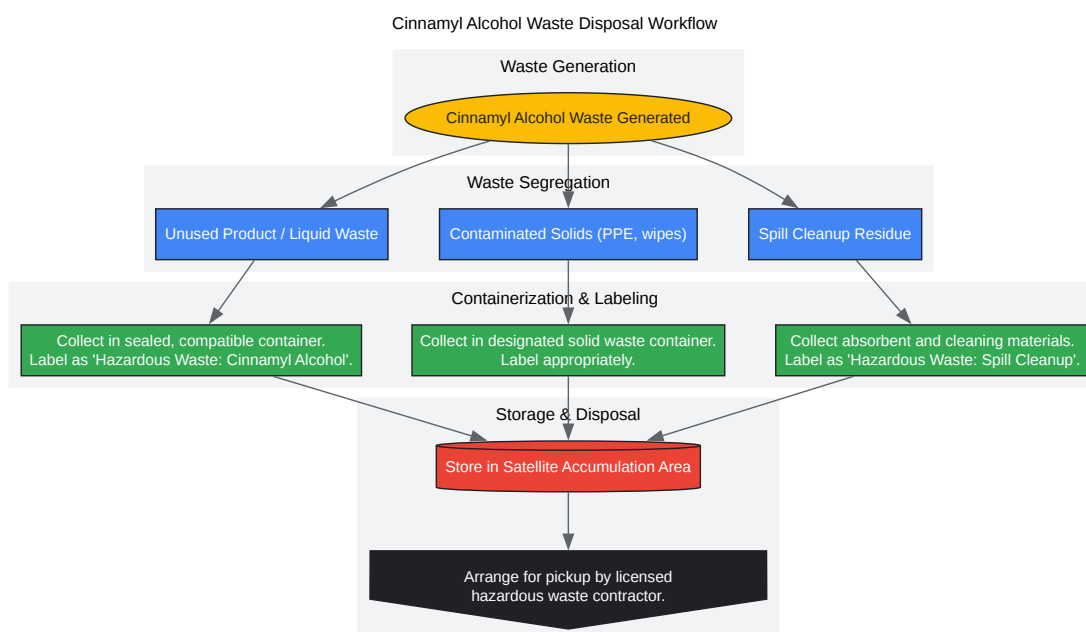 Cinnamyl Alcohol Waste Disposal Workflow
Waste Generation
Cinnamyl Alcohol Waste Generated
Waste Segregation
Unused Product / Liquid Waste
Contaminated Solids (PPE, wipes)
Spill Cleanup Residue
Containerization & Labeling
Collect in sealed, compatible container.
Label as 'Hazardous Waste: Cinnamyl Alcohol'.
Collect in designated solid waste container.
Label appropriately.
Collect absorbent and cleaning materials.
Label as 'Hazardous Waste: Spill Cleanup'.
Storage & Disposal
Store in Satellite Accumulation Area
Arrange for pickup by licensed
hazardous waste contractor.